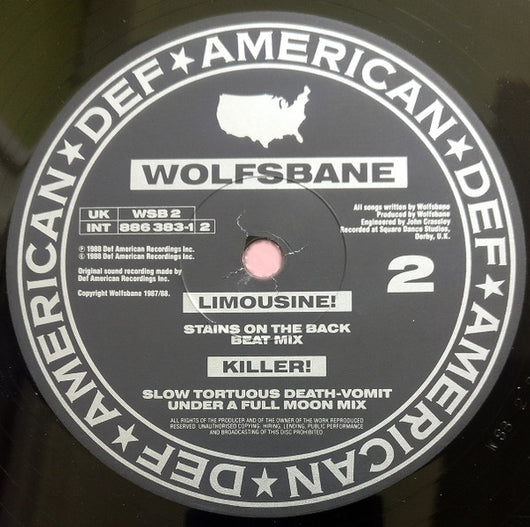 DEF★AMERICAN★DEF★AMERICAN★DEF★AMERICAN★DEF★AMERICAN★
WOLFSBANE
UK WSB 2
INT 886 383-1 2
℗ 1988 Def American Recordings Inc.
© 1988 Def American Recordings Inc.
Original sound recording made by
Def American Recordings Inc.
Copyright Wolfsbane 1987/88.
All songs written by Wolfsbane
Produced by Wolfsbane
Engineered by John Crassley
Recorded at Square Dance Studios,
Derby, U.K.
2
LIMOUSINE!
STAINS ON THE BACK
BEAT MIX
KILLER!
SLOW TORTUOUS DEATH-VOMIT
UNDER A FULL MOON MIX
ALL RIGHTS OF THE PRODUCER AND OF THE OWNER OF THE WORK REPRODUCED
RESERVED. UNAUTHORISED COPYING, HIRING, LENDING, PUBLIC PERFORMANCE
AND BROADCASTING OF THIS DISC PROHIBITED.